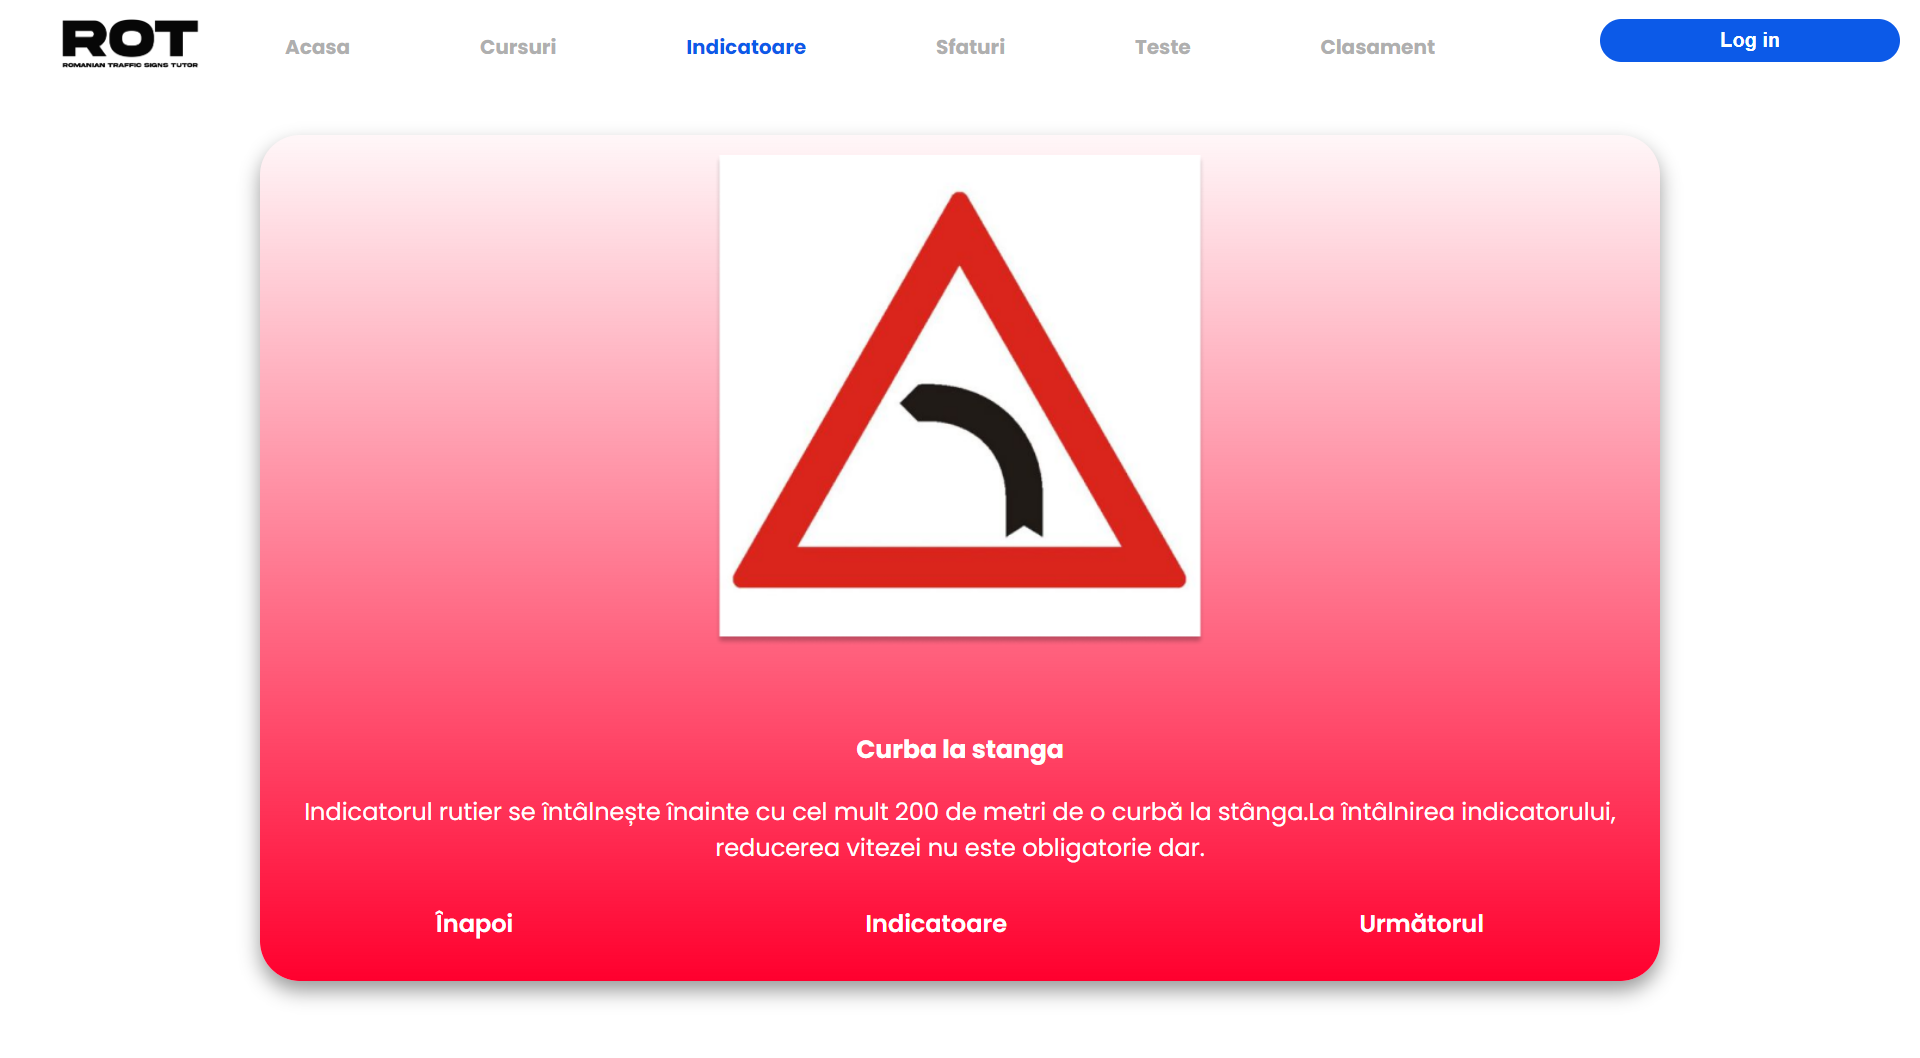 ROT
ROMANIAN TRAFFIC SIGNS TUTOR
Acasa
Cursuri
Indicatoare
Sfaturi
Teste
Clasament
Log in
Curba la stanga
Indicatorul rutier se întâlnește înainte cu cel mult 200 de metri de o curbă la stânga.La întâlnirea indicatorului,
reducerea vitezei nu este obligatorie dar.
Înapoi
Indicatoare
Următorul